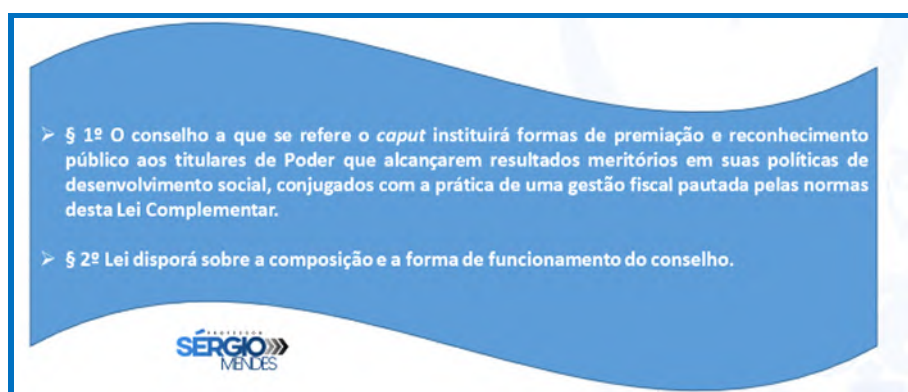 ➢ § 1º O conselho a que se refere o caput instituirá formas de premiação e reconhecimento
público aos titulares de Poder que alcançarem resultados meritórios em suas políticas de
desenvolvimento social, conjugados com a prática de uma gestão fiscal pautada pelas normas
desta Lei Complementar.
➢ § 2º Lei disporá sobre a composição e a forma de funcionamento do conselho.
PROFESSOR
SÉRGIO
MENDES